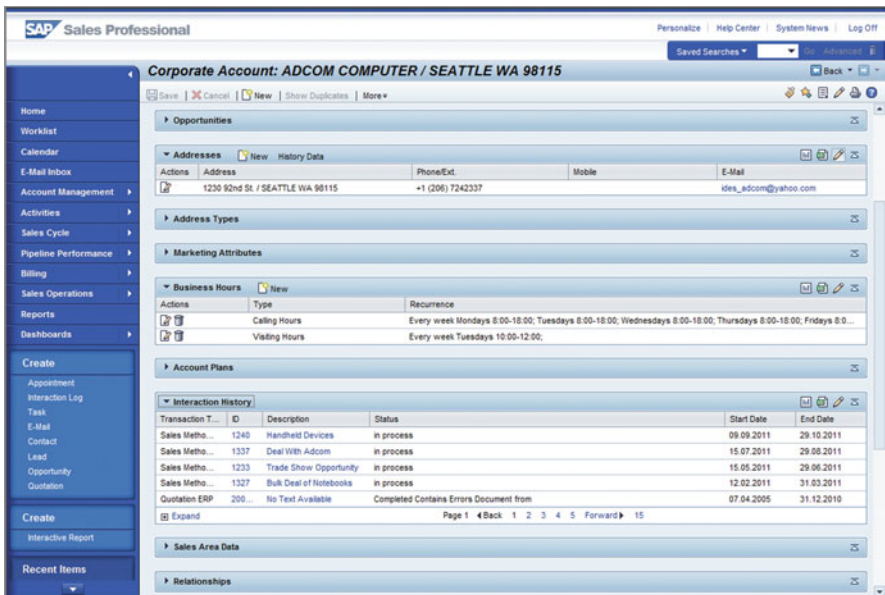 SAP Sales Professional
Personalize Help Center System News Log Off
Saved Searches Go Advanced
Corporate Account: ADCOM COMPUTER / SEATTLE WA 98115
Back
Save Cancel New Show Duplicates More
Home
Worklist
Calendar
E-Mail Inbox
Account Management
Activities
Sales Cycle
Pipeline Performance
Billing
Sales Operations
Reports
Dashboards
Create
Appointment
Interaction Log
Task
E-Mail
Contact
Lead
Opportunity
Quotation
Create
Interactive Report
Recent Items
Opportunities
Addresses New History Data
Actions Address Phone/Ext. Mobile E-Mail
1230 92nd St. / SEATTLE WA 98115 +1 (206) 7242337 ides_adcom@yahoo.com
Address Types
Marketing Attributes
Business Hours New
Actions Type Recurrence
Calling Hours Every week Mondays 8:00-18:00; Tuesdays 8:00-18:00; Wednesdays 8:00-18:00; Thursdays 8:00-18:00; Fridays 8:0...
Visiting Hours Every week Tuesdays 10:00-12:00;
Account Plans
Interaction History
Transaction T... ID Description Status Start Date End Date
Sales Metho... 1240 Handheld Devices in process 09.09.2011 29.10.2011
Sales Metho... 1337 Deal With Adcom in process 15.07.2011 29.08.2011
Sales Metho... 1233 Trade Show Opportunity in process 15.05.2011 29.06.2011
Sales Metho... 1327 Bulk Deal of Notebooks in process 12.02.2011 31.03.2011
Quotation ERP 200... No Text Available Completed Contains Errors Document from 07.04.2005 31.12.2010
Expand Page 1 Back 1 2 3 4 5 Forward 15
Sales Area Data
Relationships